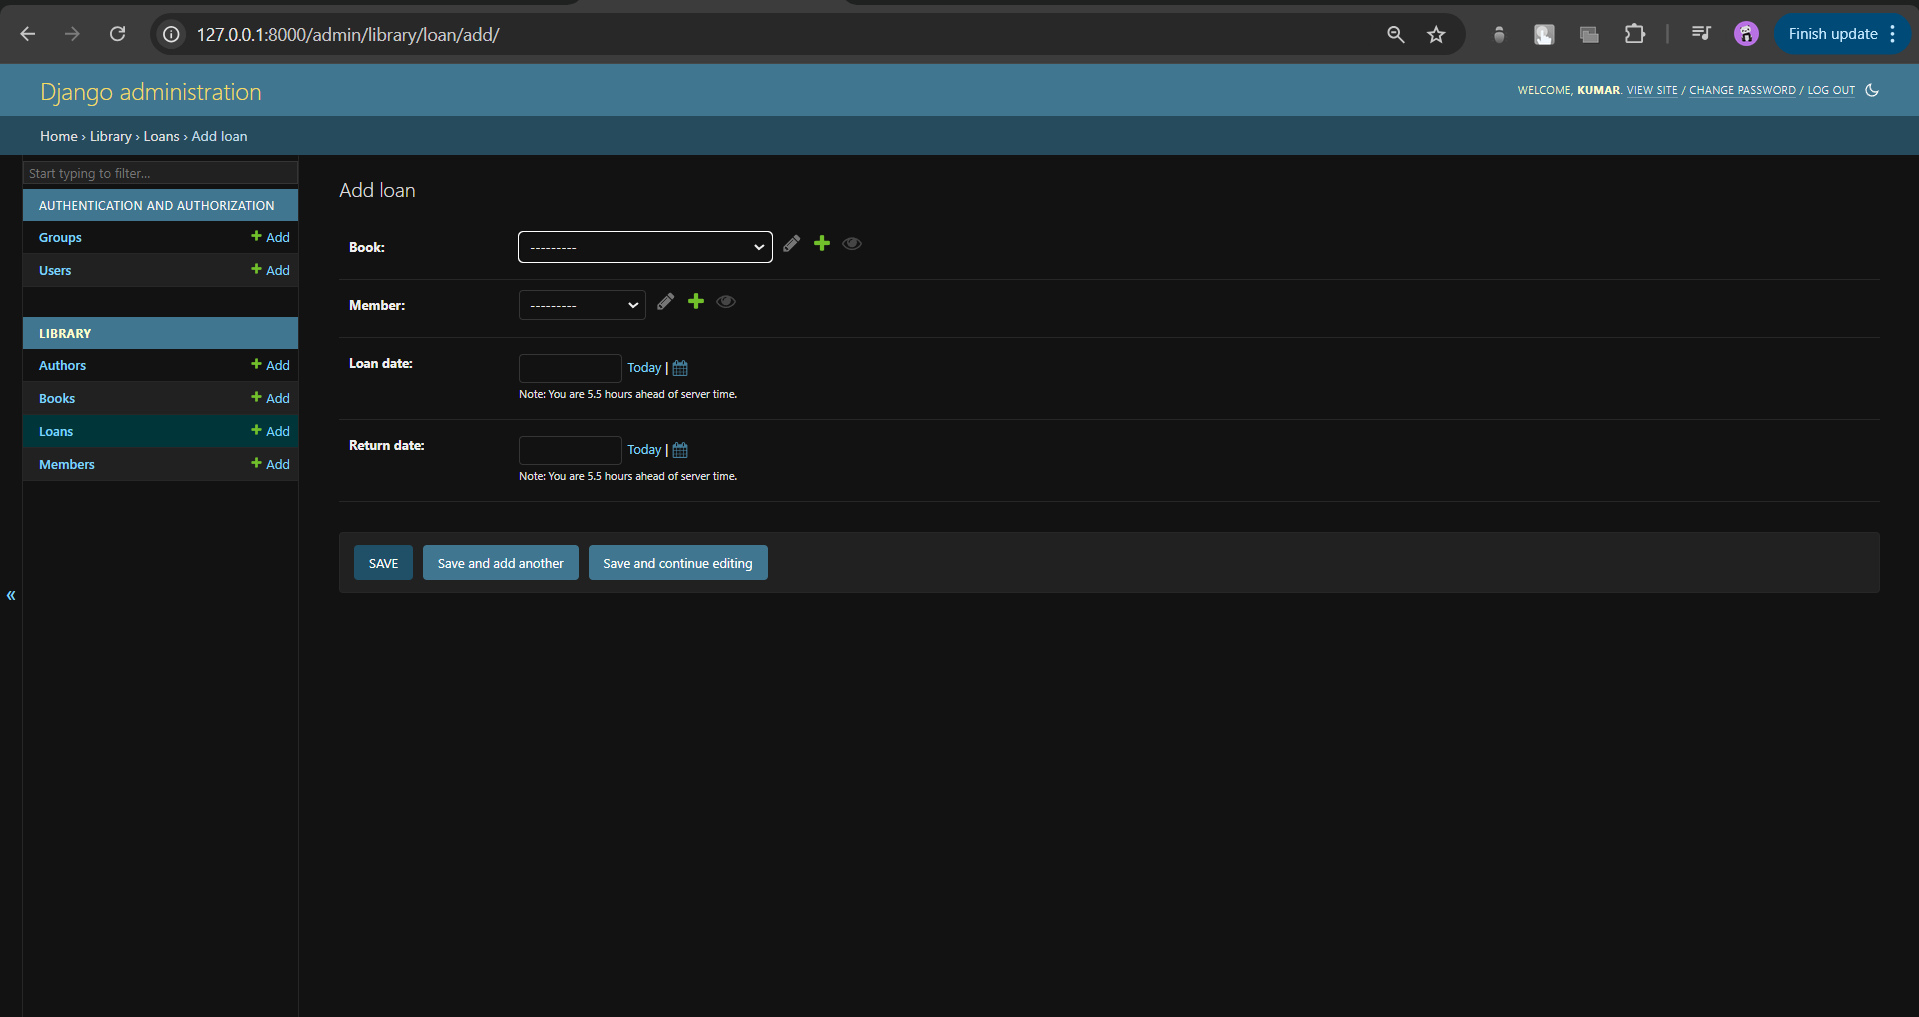 127.0.0.1:8000/admin/library/loan/add/
Finish update
Django administration
WELCOME, KUMAR. VIEW SITE / CHANGE PASSWORD / LOG OUT
Home › Library › Loans › Add loan
Start typing to filter...
AUTHENTICATION AND AUTHORIZATION
Groups + Add
Users + Add
LIBRARY
Authors + Add
Books + Add
Loans + Add
Members + Add
«
Add loan
Book: ---------
Member: ---------
Loan date: Today |
Note: You are 5.5 hours ahead of server time.
Return date: Today |
Note: You are 5.5 hours ahead of server time.
SAVE Save and add another Save and continue editing